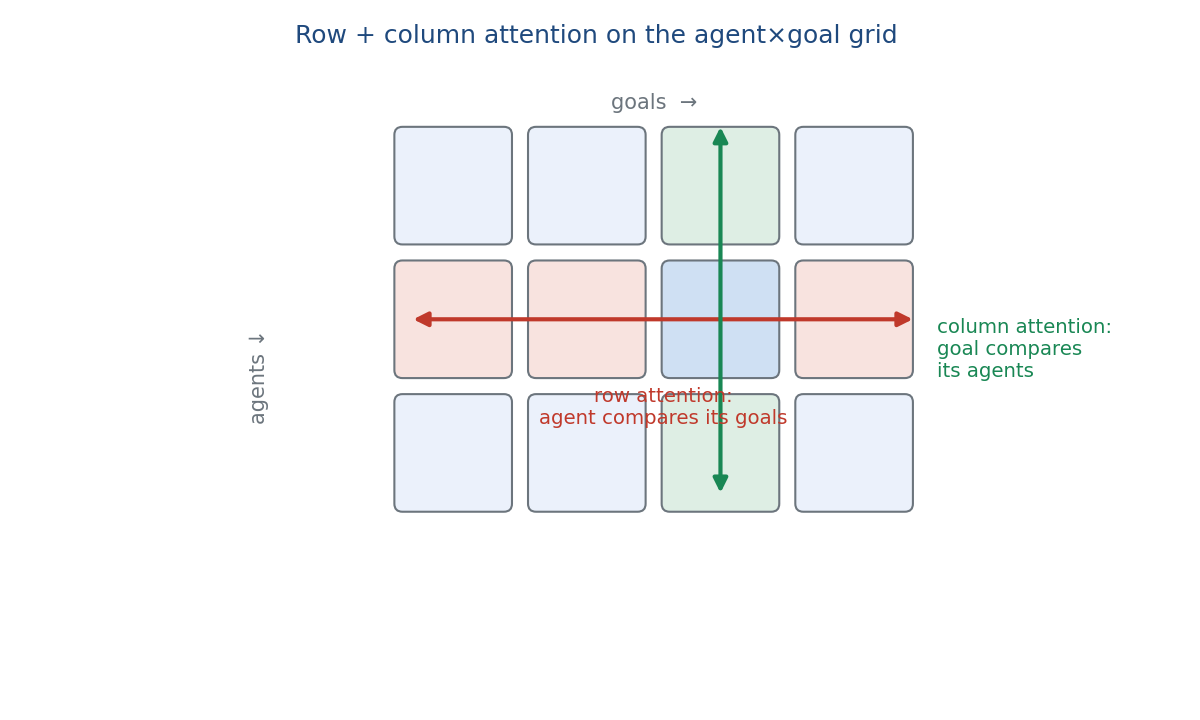 Row + column attention on the agent×goal grid
goals →
agents ↓
column attention:
goal compares
its agents
row attention:
agent compares its goals